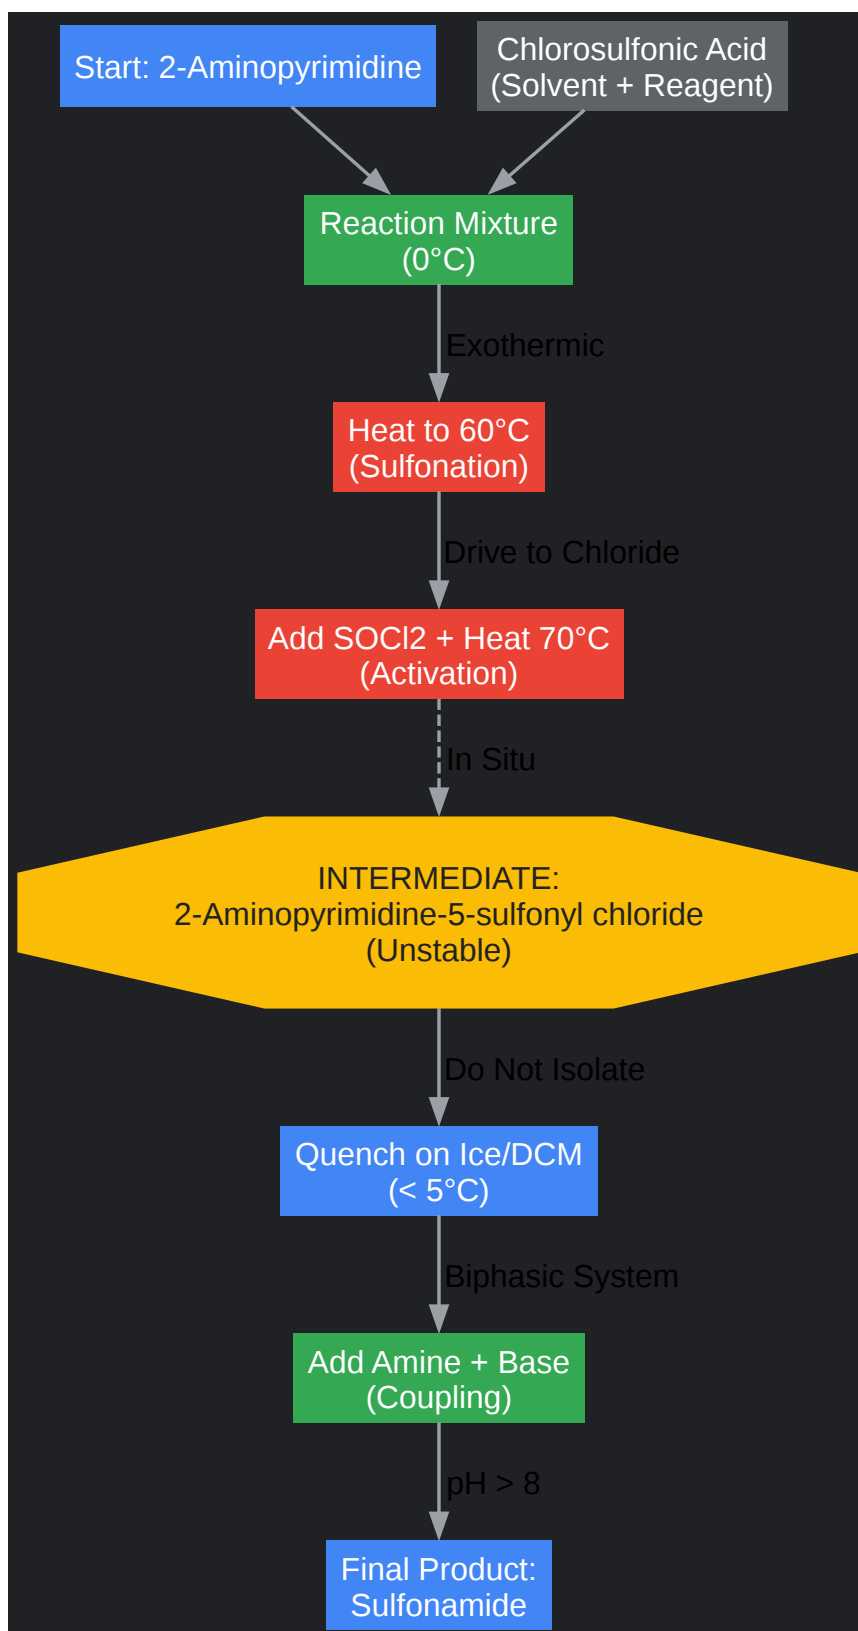 Start: 2-Aminopyrimidine
Chlorosulfonic Acid
(Solvent + Reagent)
Reaction Mixture
(0°C)
Exothermic
Heat to 60°C
(Sulfonation)
Drive to Chloride
Add SOCl2 + Heat 70°C
(Activation)
In Situ
INTERMEDIATE:
2-Aminopyrimidine-5-sulfonyl chloride
(Unstable)
Do Not Isolate
Quench on Ice/DCM
(< 5°C)
Biphasic System
Add Amine + Base
(Coupling)
pH > 8
Final Product:
Sulfonamide